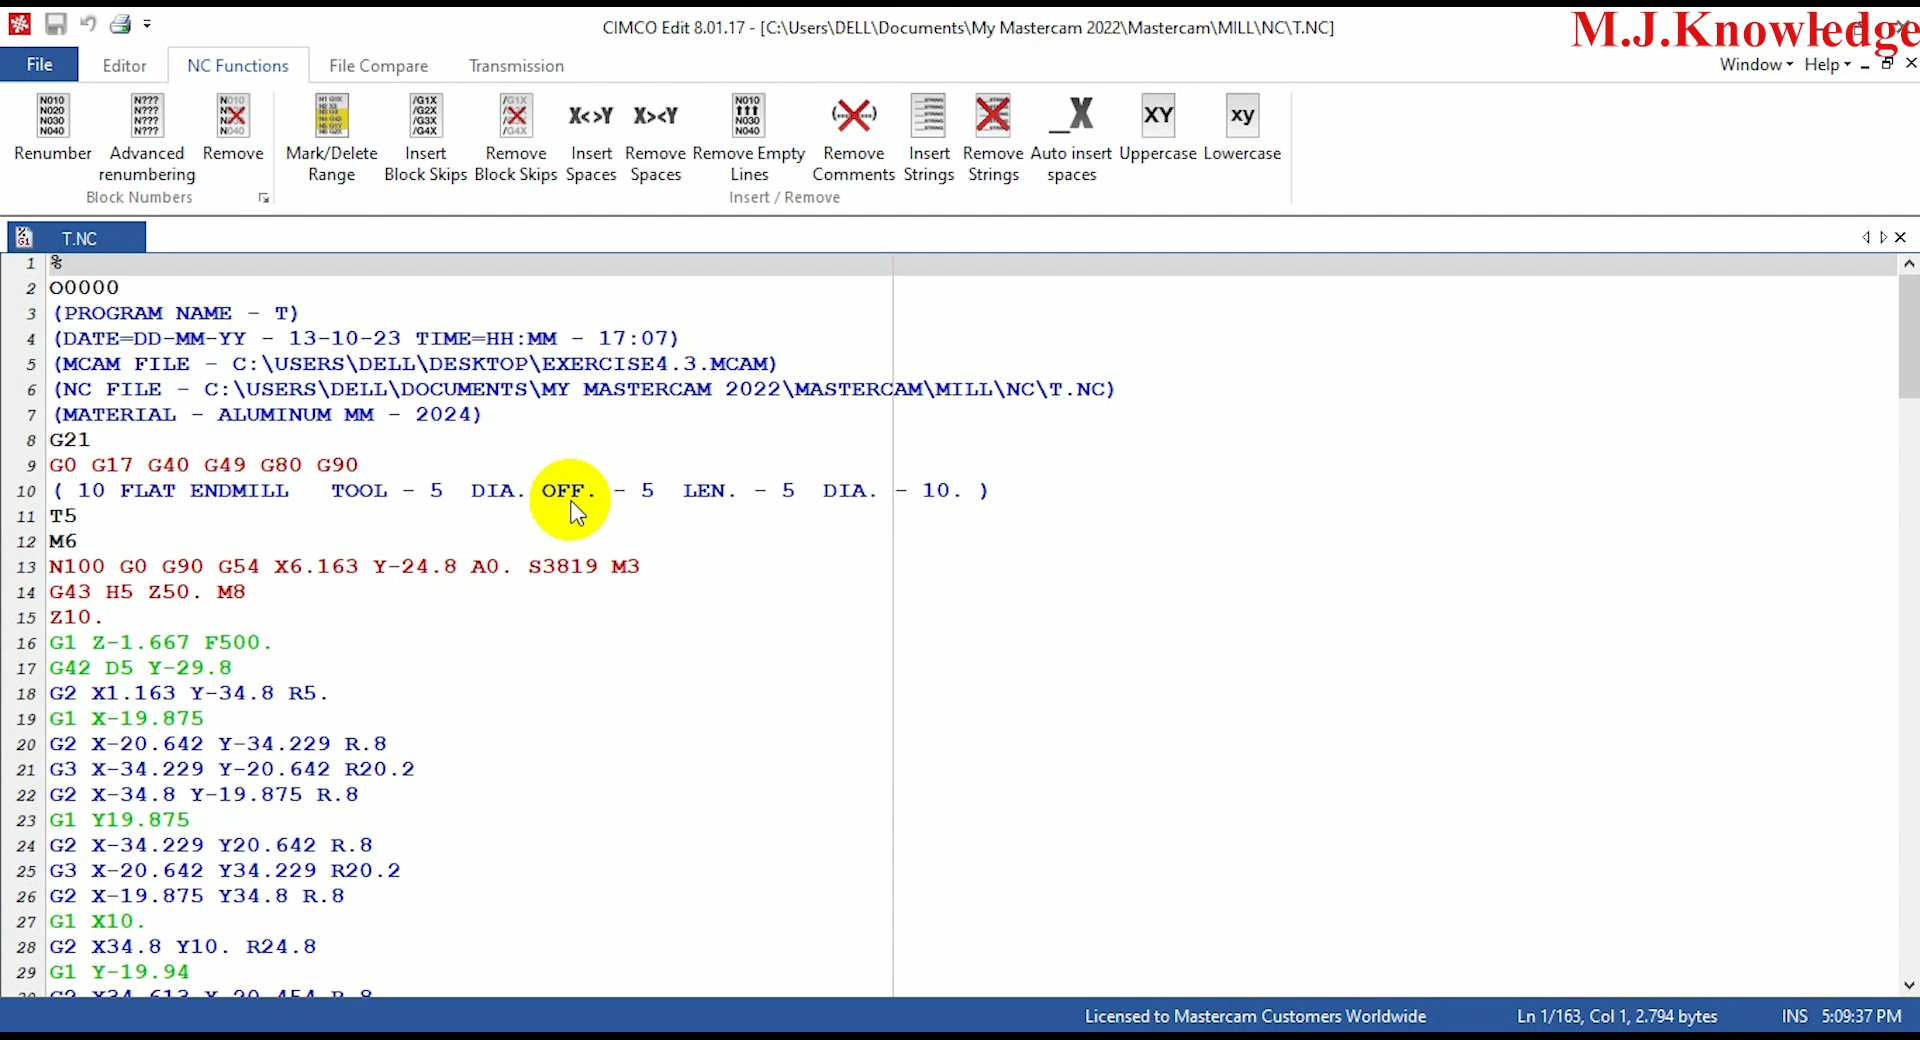 CIMCO Edit 8.01.17 - [C:\Users\DELL\Documents\My Mastercam 2022\Mastercam\MILL\NC\T.NC]
M.J.Knowledge
File Editor NC Functions File Compare Transmission Window Help
Renumber Advanced renumbering Remove Mark/Delete Range Insert Block Skips Remove Block Skips Insert Spaces Remove Spaces Remove Empty Lines Remove Comments Insert Strings Remove Strings Auto insert spaces Uppercase Lowercase
Block Numbers Insert / Remove
T.NC
1 %
2 O0000
3 (PROGRAM NAME - T)
4 (DATE=DD-MM-YY - 13-10-23 TIME=HH:MM - 17:07)
5 (MCAM FILE - C:\USERS\DELL\DESKTOP\EXERCISE4.3.MCAM)
6 (NC FILE - C:\USERS\DELL\DOCUMENTS\MY MASTERCAM 2022\MASTERCAM\MILL\NC\T.NC)
7 (MATERIAL - ALUMINUM MM - 2024)
8 G21
9 G0 G17 G40 G49 G80 G90
10 ( 10 FLAT ENDMILL TOOL - 5 DIA. OFF. - 5 LEN. - 5 DIA. - 10. )
11 T5
12 M6
13 N100 G0 G90 G54 X6.163 Y-24.8 A0. S3819 M3
14 G43 H5 Z50. M8
15 Z10.
16 G1 Z-1.667 F500.
17 G42 D5 Y-29.8
18 G2 X1.163 Y-34.8 R5.
19 G1 X-19.875
20 G2 X-20.642 Y-34.229 R.8
21 G3 X-34.229 Y-20.642 R20.2
22 G2 X-34.8 Y-19.875 R.8
23 G1 Y19.875
24 G2 X-34.229 Y20.642 R.8
25 G3 X-20.642 Y34.229 R20.2
26 G2 X-19.875 Y34.8 R.8
27 G1 X10.
28 G2 X34.8 Y10. R24.8
29 G1 Y-19.94
Licensed to Mastercam Customers Worldwide Ln 1/163, Col 1, 2.794 bytes INS 5:09:37 PM